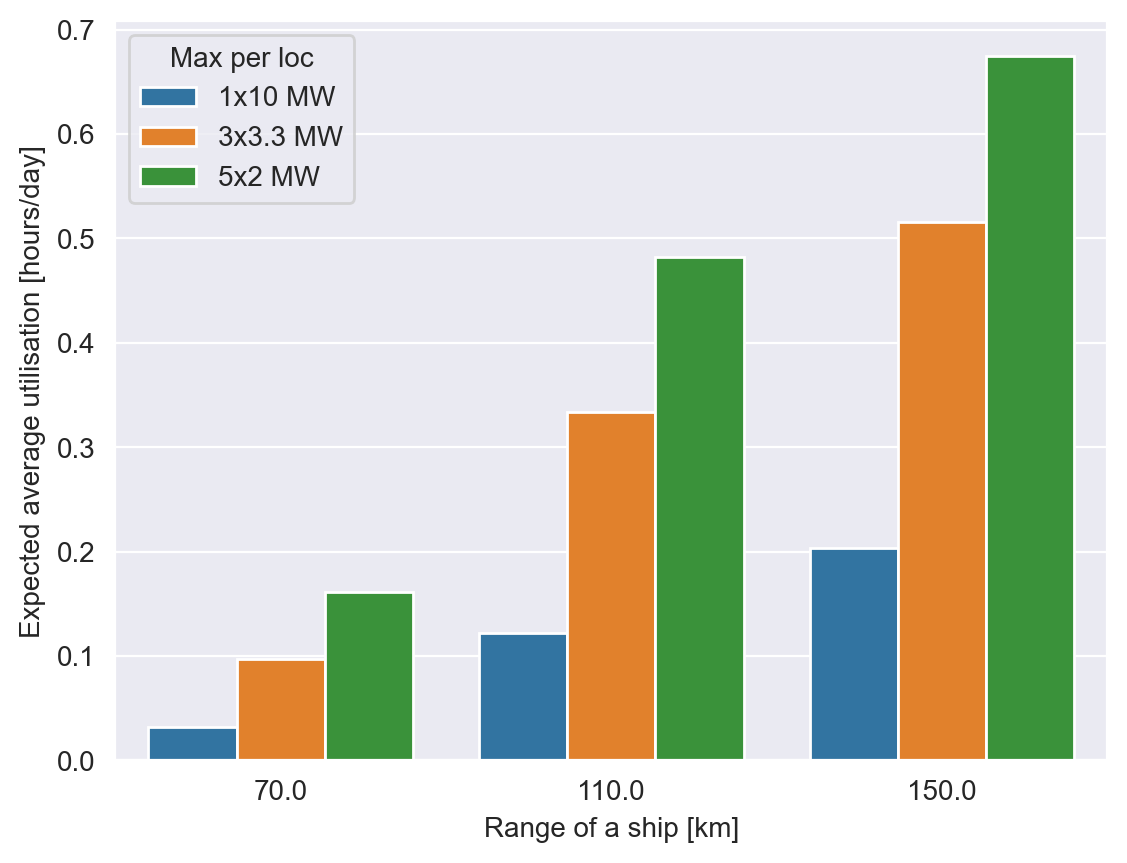 Max per loc
1x10 MW
3x3.3 MW
5x2 MW
Expected average utilisation [hours/day]
0.7
0.6
0.5
0.4
0.3
0.2
0.1
0.0
70.0 110.0 150.0
Range of a ship [km]